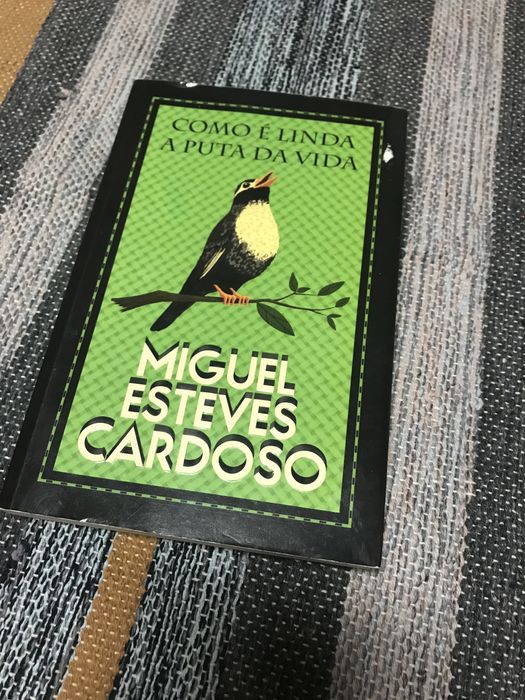 COMO É LINDA
A PUTA DA VIDA
MIGUEL
ESTEVES
CARDOSO